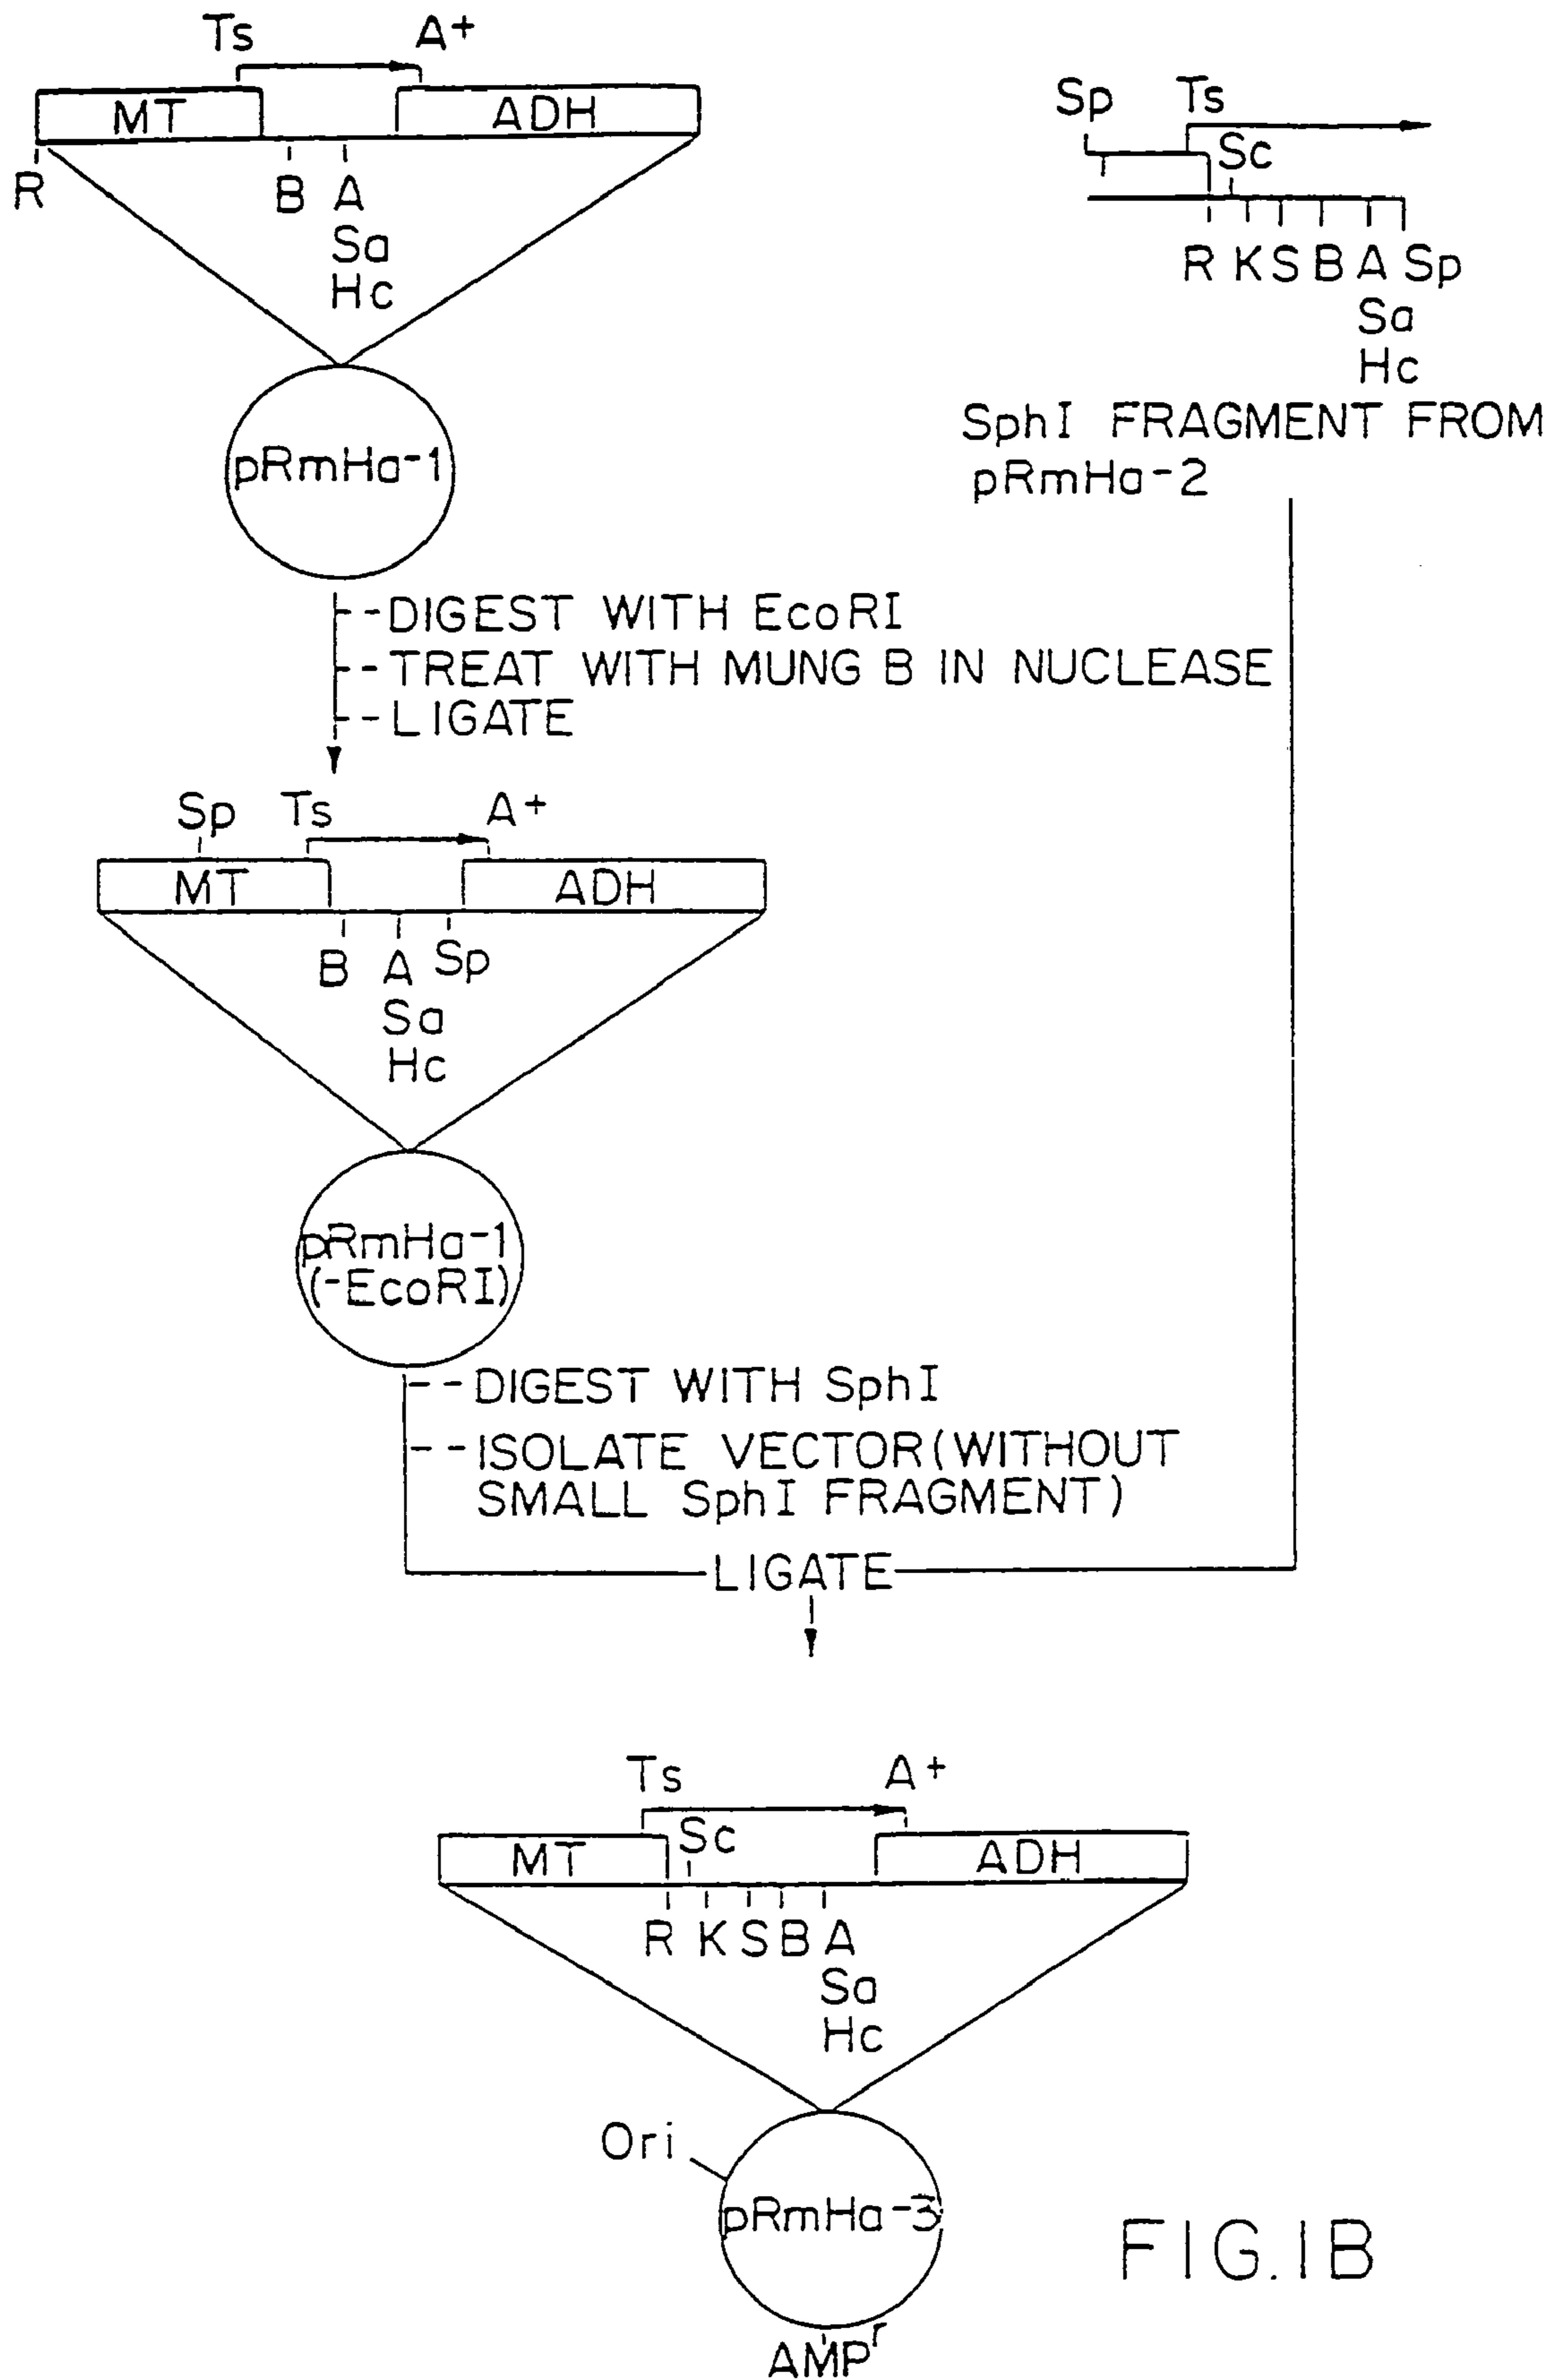 Ts A+
MT ADH
R B A
Sa
Hc
pRmHa-1
Sp Ts
Sc
R K S B A Sp
Sa
Hc
SphI FRAGMENT FROM
pRmHa-2
DIGEST WITH EcoRI
TREAT WITH MUNG B IN NUCLEASE
LIGATE
Sp Ts A+
MT ADH
B A Sp
Sa
Hc
pRmHa-1
(-EcoRI)
DIGEST WITH SphI
ISOLATE VECTOR(WITHOUT
SMALL SphI FRAGMENT)
LIGATE
Ts A+
Sc
MT ADH
R K S B A
Sa
Hc
Ori
pRmHa-3
AMPr
FIG.1B